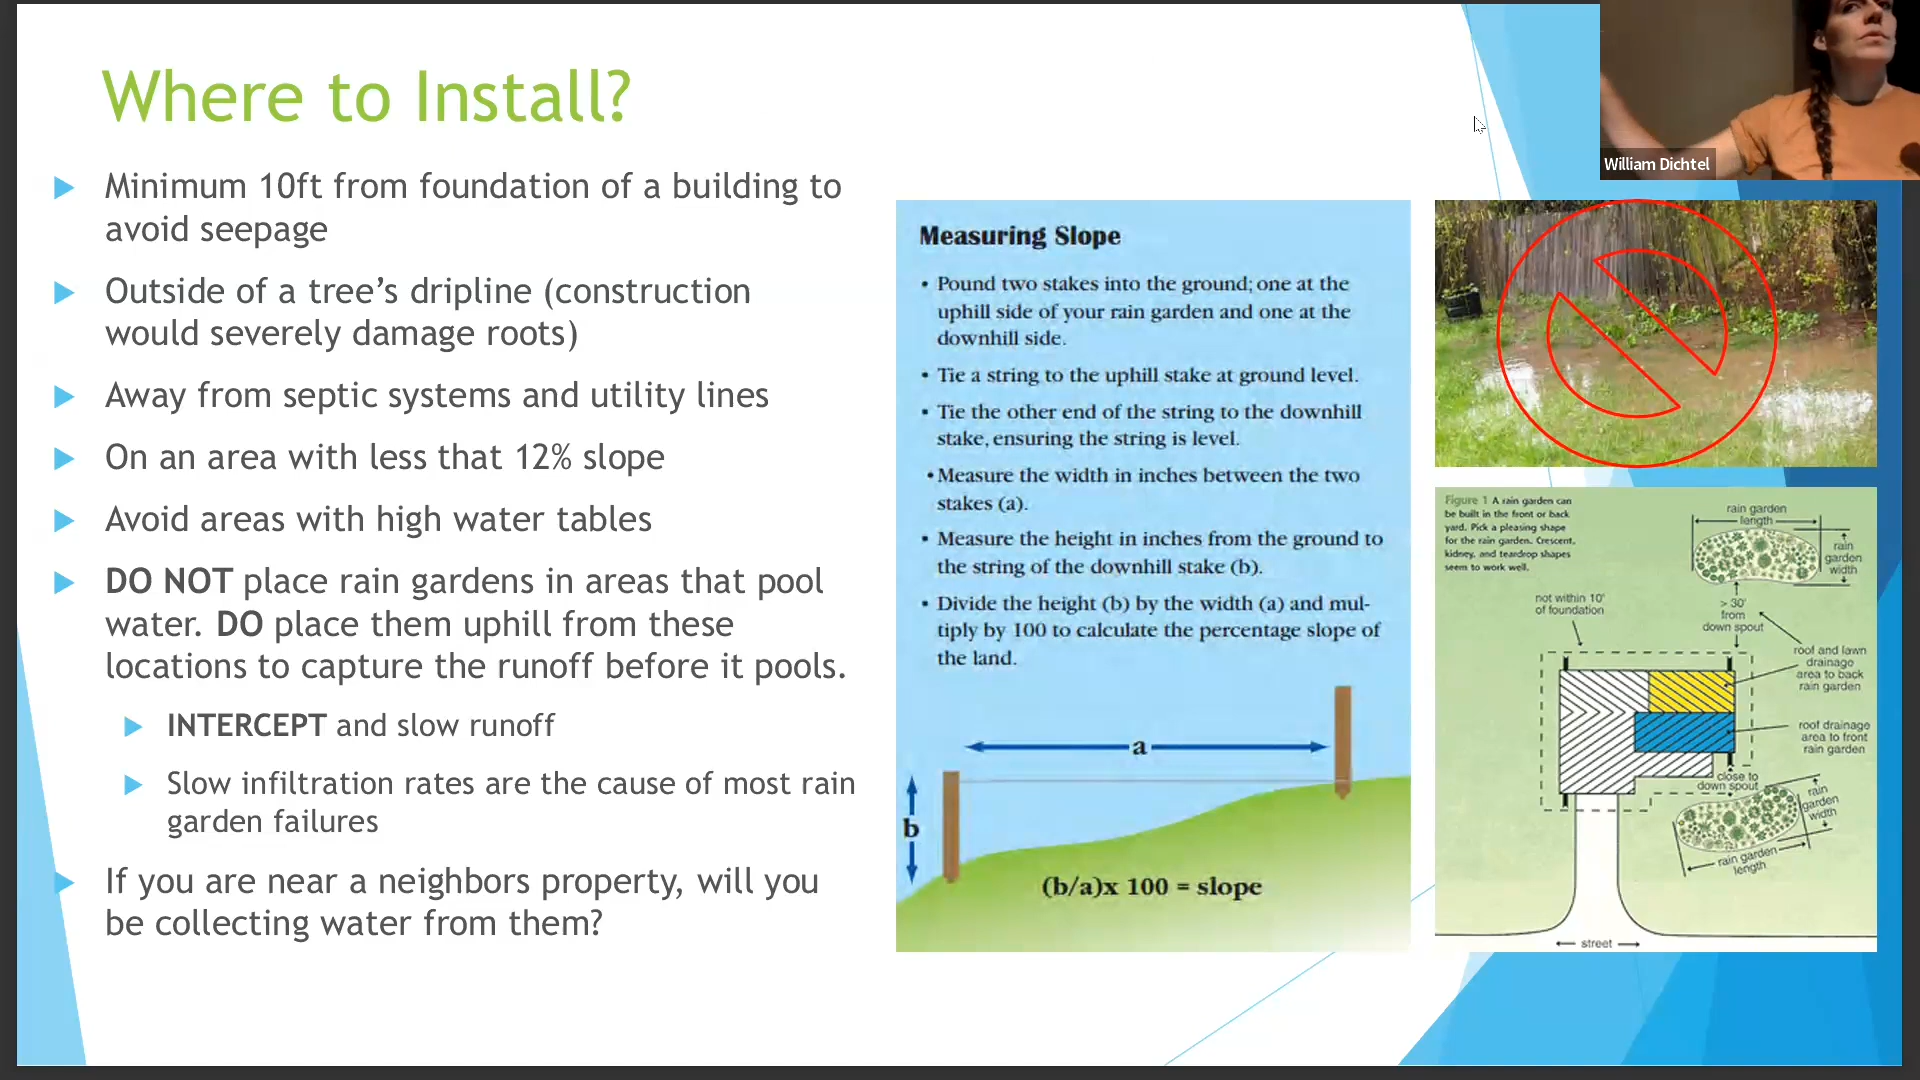 Where to Install?
Minimum 10ft from foundation of a building to
avoid seepage
Outside of a tree’s dripline (construction
would severely damage roots)
Away from septic systems and utility lines
On an area with less that 12% slope
Avoid areas with high water tables
DO NOT place rain gardens in areas that pool
water. DO place them uphill from these
locations to capture the runoff before it pools.
INTERCEPT and slow runoff
Slow infiltration rates are the cause of most rain
garden failures
If you are near a neighbors property, will you
be collecting water from them?
Measuring Slope
• Pound two stakes into the ground; one at the
uphill side of your rain garden and one at the
downhill side.
• Tie a string to the uphill stake at ground level.
• Tie the other end of the string to the downhill
stake, ensuring the string is level.
• Measure the width in inches between the two
stakes (a).
• Measure the height in inches from the ground to
the string of the downhill stake (b).
• Divide the height (b) by the width (a) and mul-
tiply by 100 to calculate the percentage slope of
the land.
a
b
(b/a)x 100 = slope
William Dichtel
Figure 1 A rain garden can
be built in the front or back
yard. Pick a pleasing shape
for the rain garden. Crescent,
kidney, and teardrop shapes
seem to work well.
rain garden
length
rain
garden
width
not within 10'
of foundation
> 30'
from
down spout
roof and lawn
drainage
area to back
rain garden
roof drainage
area to front
rain garden
close to
down spout
rain
garden
width
rain garden
length
street